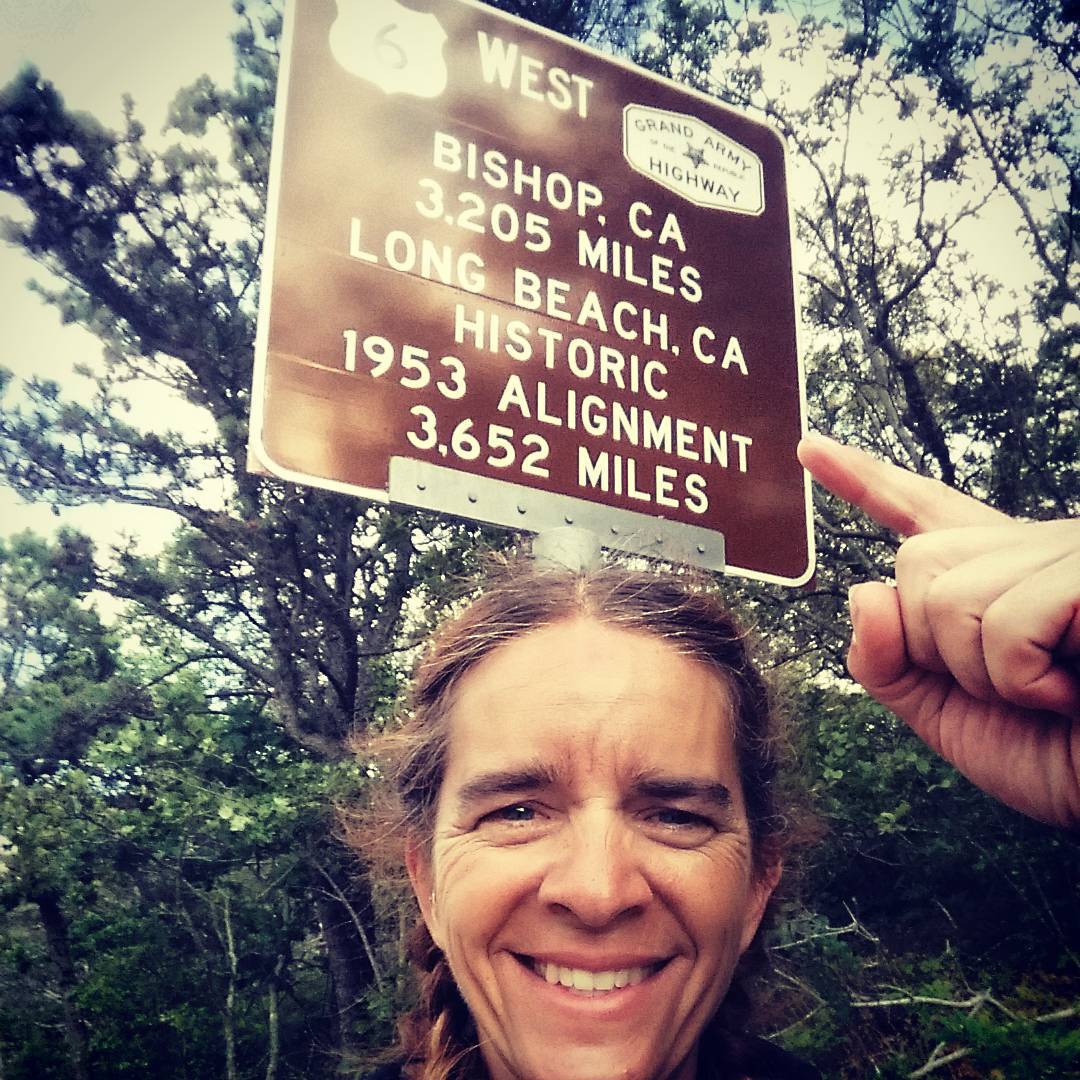 6
WEST
GRAND ARMY
OF THE REPUBLIC
HIGHWAY
BISHOP, CA
3,205 MILES
LONG BEACH, CA
HISTORIC
1953 ALIGNMENT
3,652 MILES